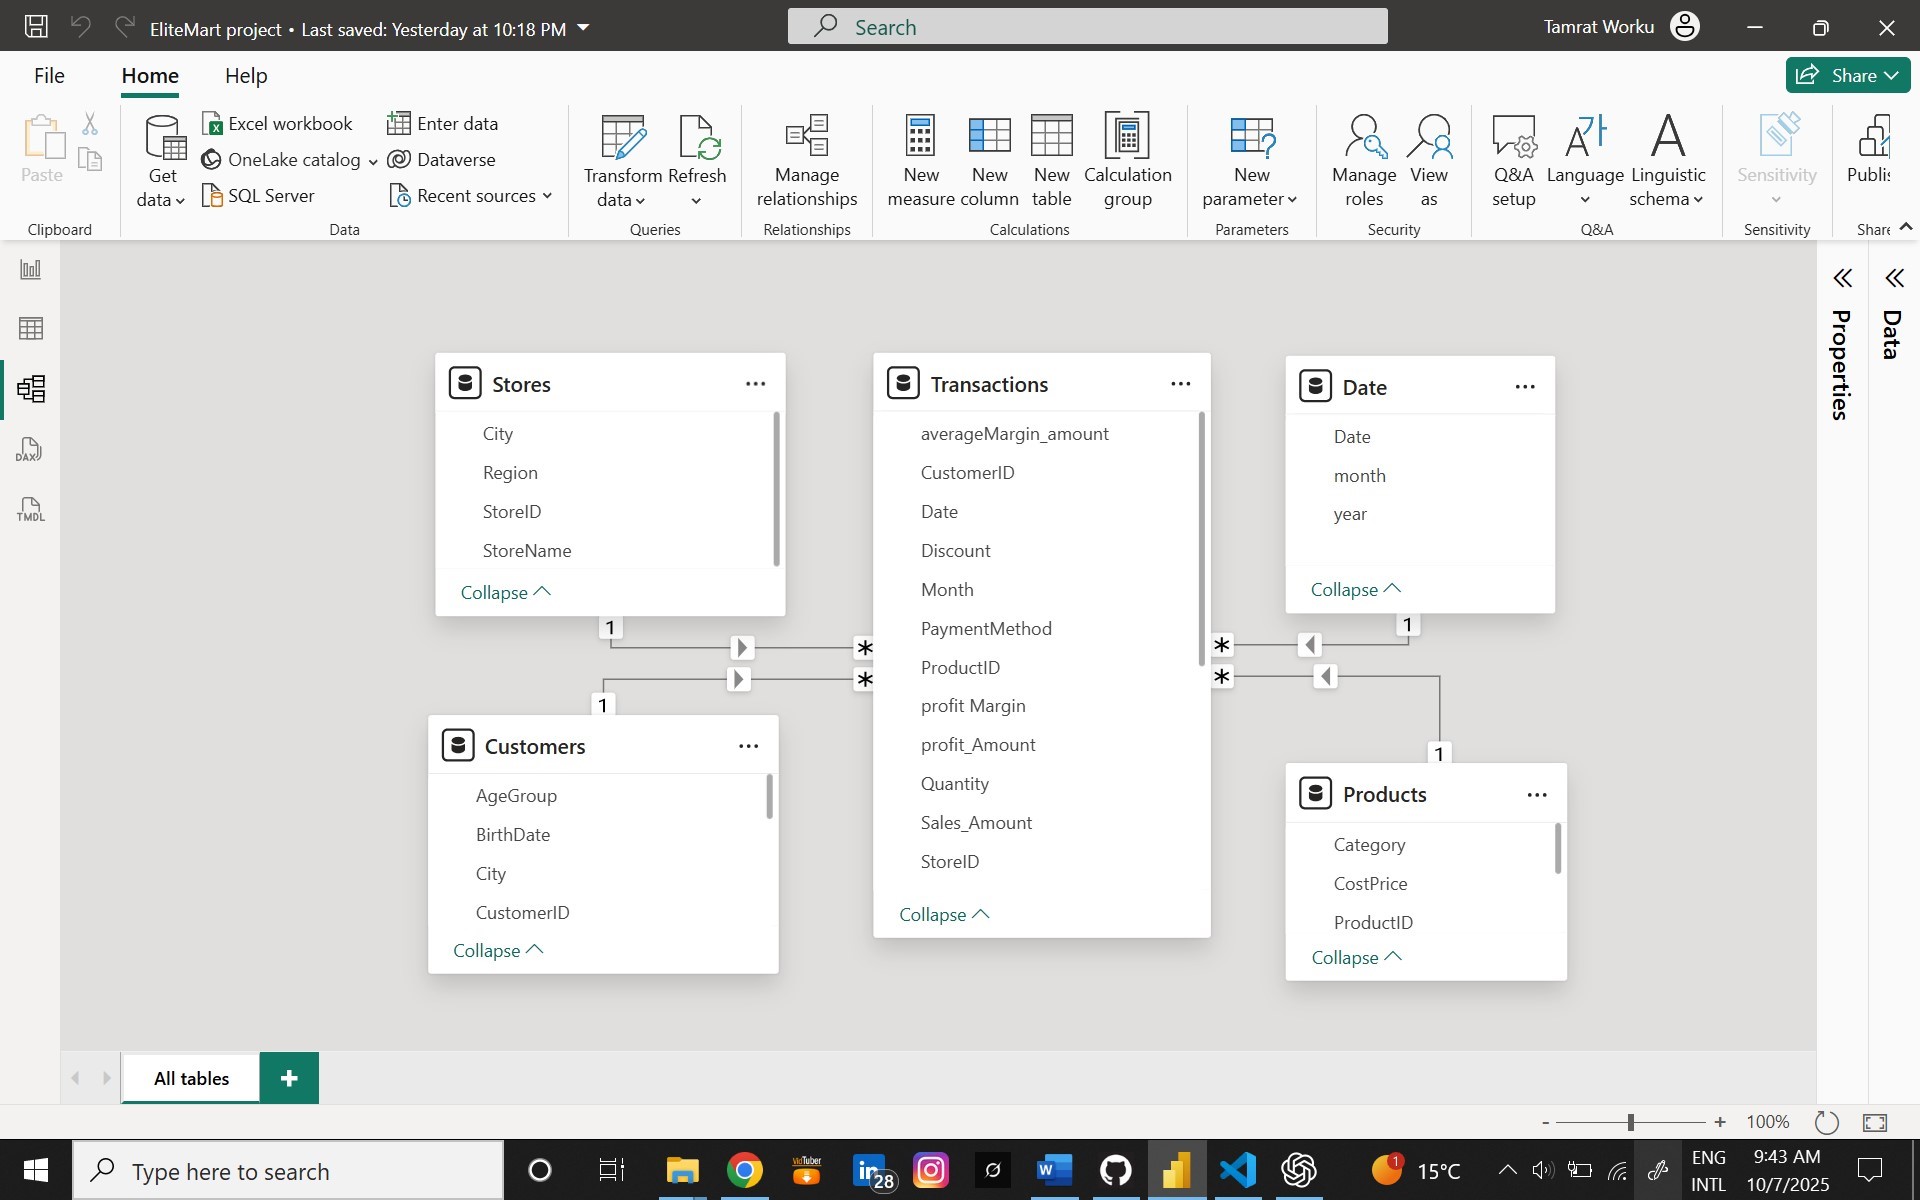 EliteMart project • Last saved: Yesterday at 10:18 PM
Search
Tamrat Worku
File
Home
Help
Share
Paste
Clipboard
Get data
Excel workbook
OneLake catalog
SQL Server
Enter data
Dataverse
Recent sources
Data
Transform data
Refresh
Queries
Manage relationships
Relationships
New measure
New column
New table
Calculation group
Calculations
New parameter
Parameters
Manage roles
View as
Security
Q&A setup
Language
Linguistic schema
Q&A
Sensitivity
Sensitivity
Publis
Share
DAX
TMDL
Stores
City
Region
StoreID
StoreName
Collapse
1
*
Customers
AgeGroup
BirthDate
City
CustomerID
Collapse
1
*
Transactions
averageMargin_amount
CustomerID
Date
Discount
Month
PaymentMethod
ProductID
profit Margin
profit_Amount
Quantity
Sales_Amount
StoreID
Collapse
Date
Date
month
year
Collapse
1
*
Products
Category
CostPrice
ProductID
Collapse
1
*
Properties
Data
All tables
+
- + 100%
Type here to search
VidTuber
in
28
W
1
15°C
ENG
INTL
9:43 AM
10/7/2025